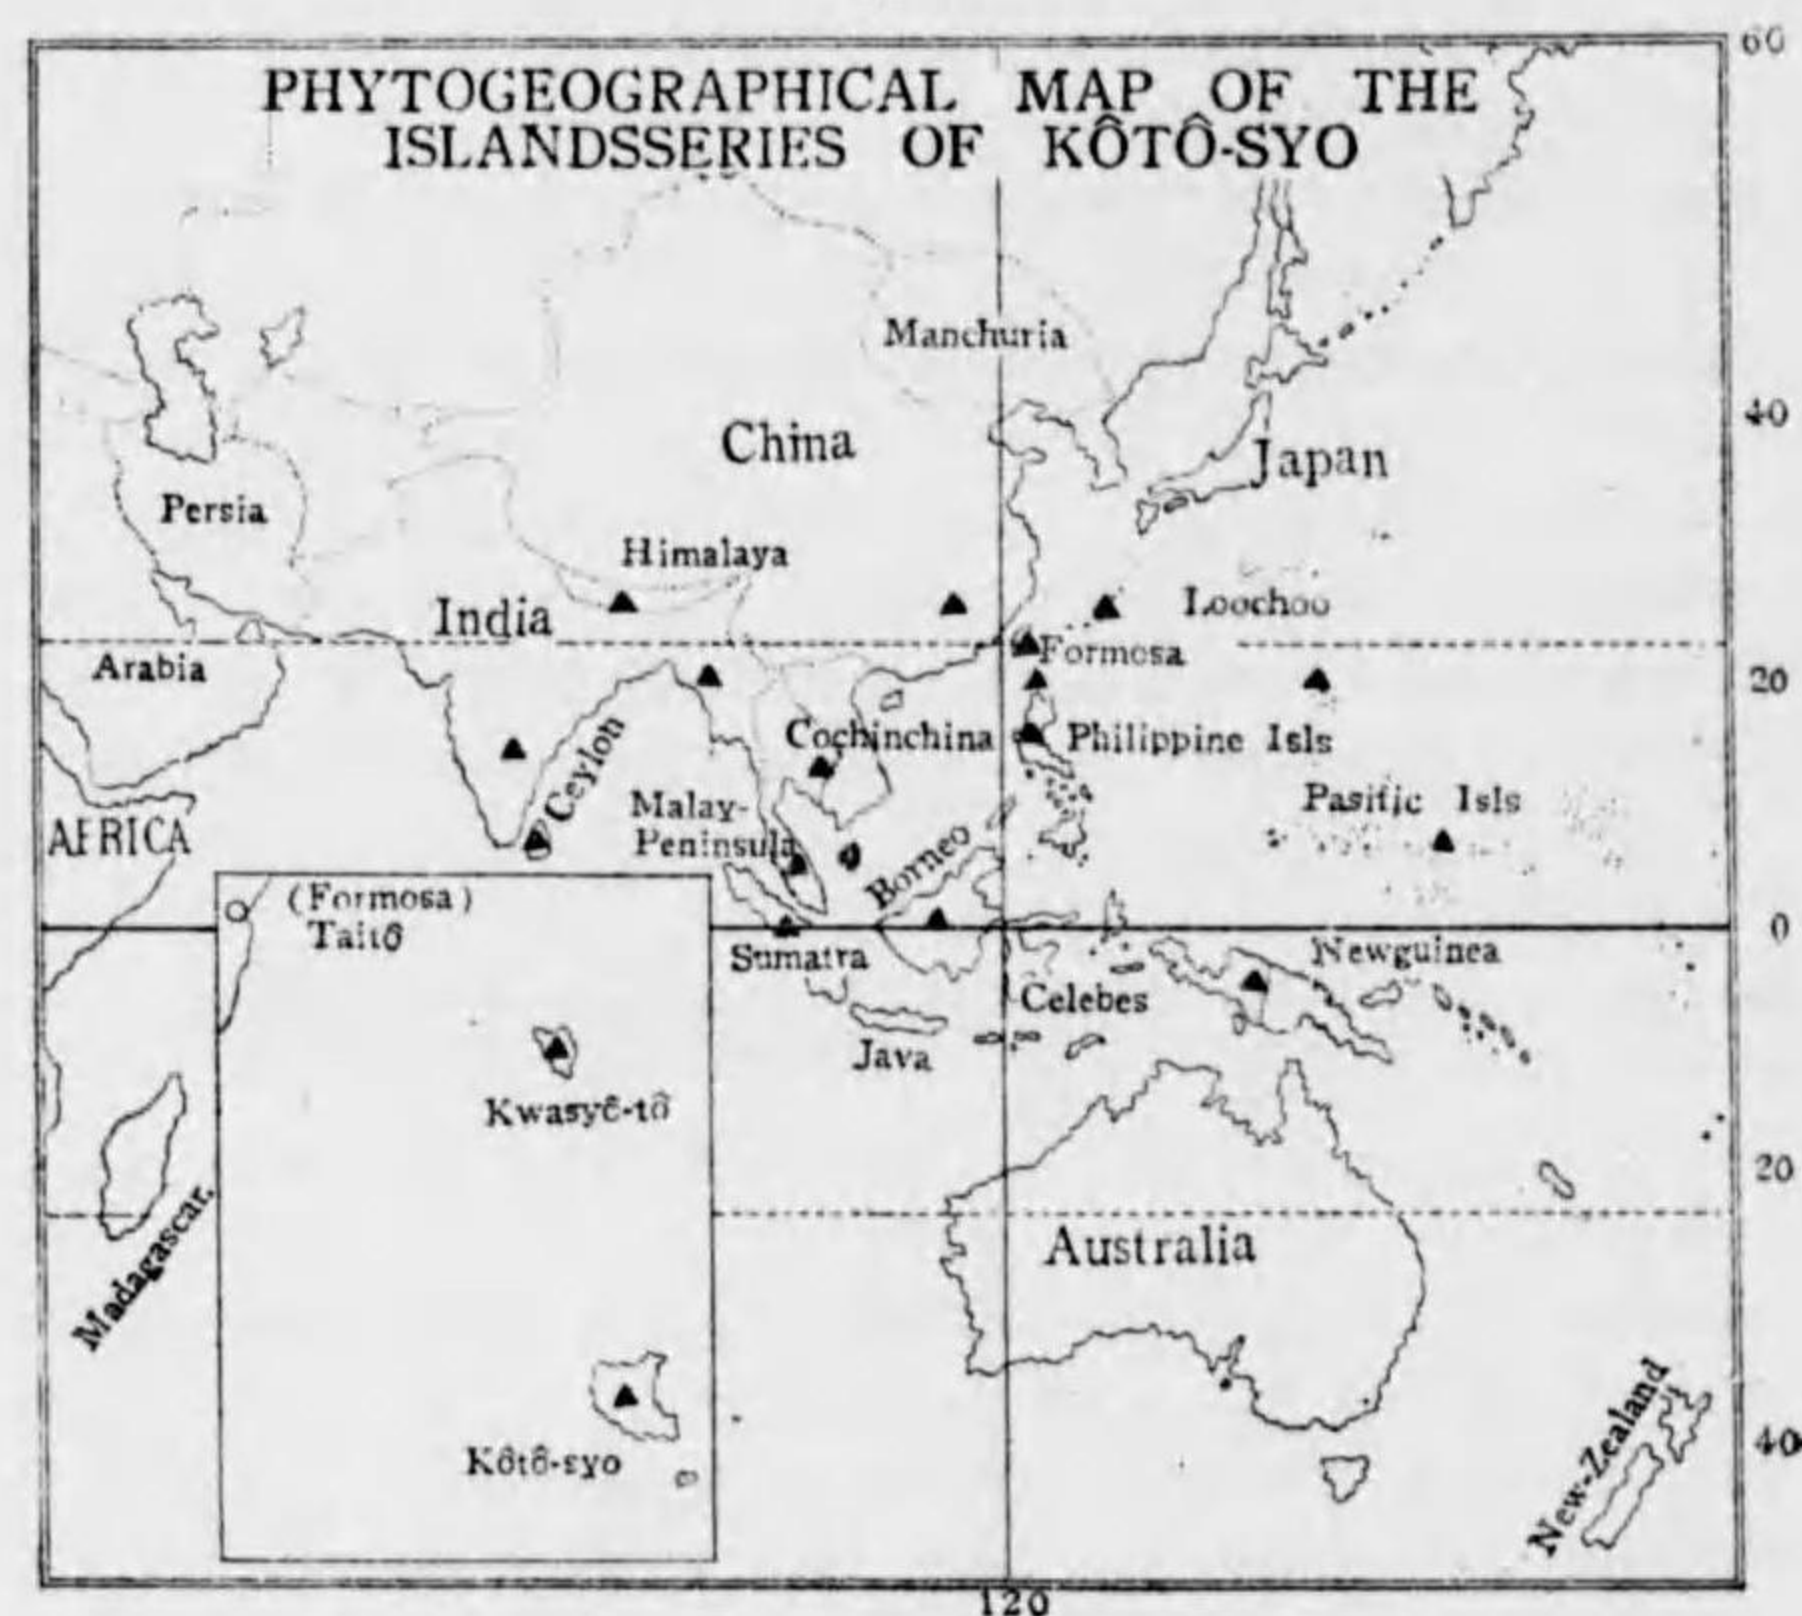 PHYTOGEOGRAPHICAL MAP OF THE
ISLANDSSERIES OF KÔTÔ-SYO
60
Manchuria
China
40
Japan
Persia
Himalaya
India
Loochoo
Arabia
Formosa
20
Ceylon
Cochinchina
Philippine Isls
Malay-
Peninsula
Pasific Isls
AFRICA
Borneo
(Formosa)
Taitô
0
Sumatra
Newguinea
Celebes
Java
Kwasyô-tô
20
Madagascar.
Australia
New-Zealand
40
Kôtô-syo
120